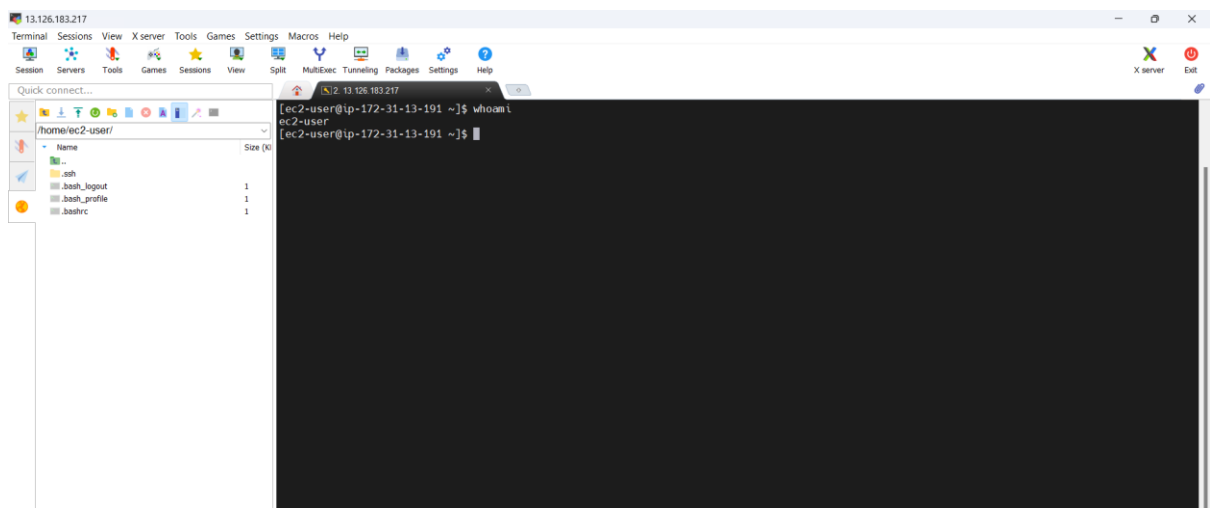 13.126.183.217
Terminal Sessions View X server Tools Games Settings Macros Help
Session Servers Tools Games Sessions View Split MultiExec Tunneling Packages Settings Help X server Exit
Quick connect...
2. 13.126.183.217
/home/ec2-user/
Name Size (K
..
.ssh
.bash_logout 1
.bash_profile 1
.bashrc 1
[ec2-user@ip-172-31-13-191 ~]$ whoami
ec2-user
[ec2-user@ip-172-31-13-191 ~]$